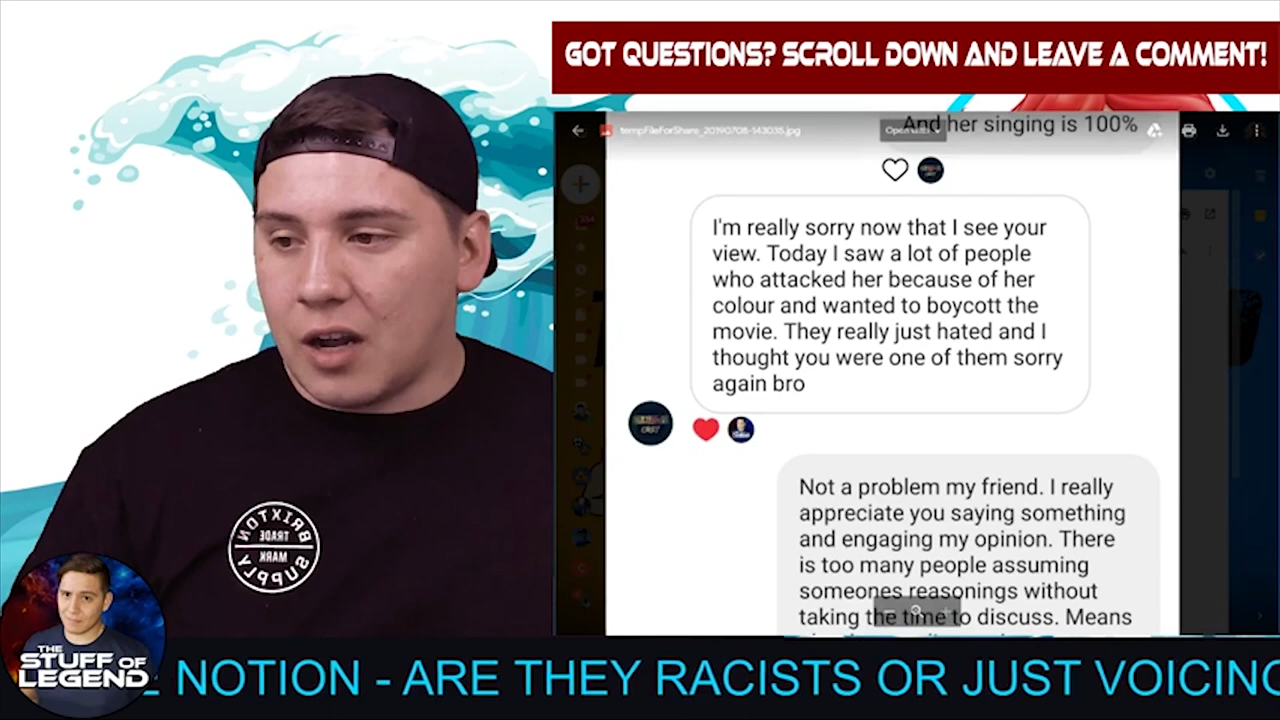 GOT QUESTIONS? SCROLL DOWN AND LEAVE A COMMENT!
tempFileForShare_20190708-143035.jpg
And her singing is 100%
I'm really sorry now that I see your
view. Today I saw a lot of people
who attacked her because of her
colour and wanted to boycott the
movie. They really just hated and I
thought you were one of them sorry
again bro
Not a problem my friend. I really
appreciate you saying something
and engaging my opinion. There
is too many people assuming
someones reasonings without
taking the time to discuss. Means
BRIXTON
TRADE
MARK
SUPPLY
THE
STUFF OF
LEGEND
NOTION - ARE THEY RACISTS OR JUST VOICING